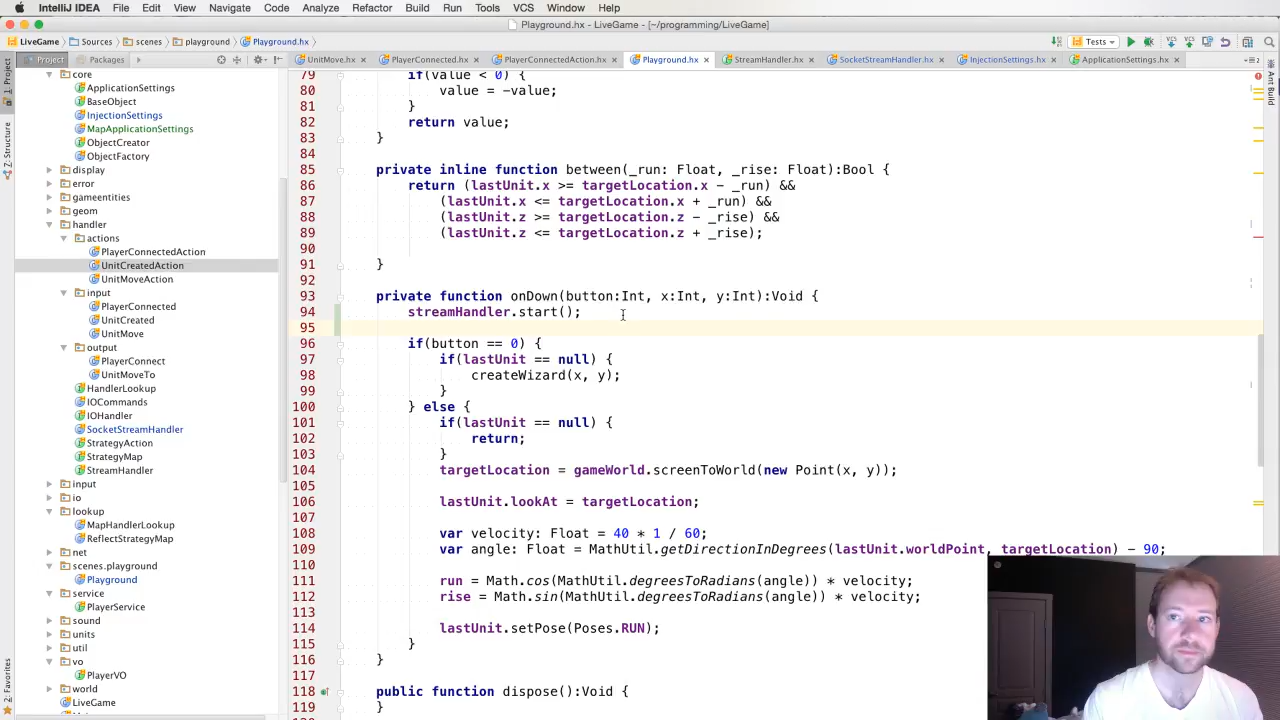 IntelliJ IDEA File Edit View Navigate Code Analyze Refactor Build Run Tools VCS Window Help
Playground.hx - LiveGame - [~/programming/LiveGame]
LiveGame Sources scenes playground Playground.hx Tests
Project Packages UnitMove.hx PlayerConnected.hx PlayerConnectedAction.hx Playground.hx StreamHandler.hx SocketStreamHandler.hx InjectionSettings.hx ApplicationSettings.hx
1: Project
7: Structure
2: Favorites
Ant Build
core
ApplicationSettings
BaseObject
InjectionSettings
MapApplicationSettings
ObjectCreator
ObjectFactory
display
error
gameentities
geom
handler
actions
PlayerConnectedAction
UnitCreatedAction
UnitMoveAction
input
PlayerConnected
UnitCreated
UnitMove
output
PlayerConnect
UnitMoveTo
HandlerLookup
IOCommands
IOHandler
SocketStreamHandler
StrategyAction
StrategyMap
StreamHandler
input
io
lookup
MapHandlerLookup
ReflectStrategyMap
net
scenes.playground
Playground
service
PlayerService
sound
units
util
vo
PlayerVO
world
LiveGame
79 if(value < 0) {
80 value = -value;
81 }
82 return value;
83 }
84
85 private inline function between(_run: Float, _rise: Float):Bool {
86 return (lastUnit.x >= targetLocation.x - _run) &&
87 (lastUnit.x <= targetLocation.x + _run) &&
88 (lastUnit.z >= targetLocation.z - _rise) &&
89 (lastUnit.z <= targetLocation.z + _rise);
90
91 }
92
93 private function onDown(button:Int, x:Int, y:Int):Void {
94 streamHandler.start();
95
96 if(button == 0) {
97 if(lastUnit == null) {
98 createWizard(x, y);
99 }
100 } else {
101 if(lastUnit == null) {
102 return;
103 }
104 targetLocation = gameWorld.screenToWorld(new Point(x, y));
105
106 lastUnit.lookAt = targetLocation;
107
108 var velocity: Float = 40 * 1 / 60;
109 var angle: Float = MathUtil.getDirectionInDegrees(lastUnit.worldPoint, targetLocation) - 90;
110
111 run = Math.cos(MathUtil.degreesToRadians(angle)) * velocity;
112 rise = Math.sin(MathUtil.degreesToRadians(angle)) * velocity;
113
114 lastUnit.setPose(Poses.RUN);
115 }
116 }
117
118 public function dispose():Void {
119 }